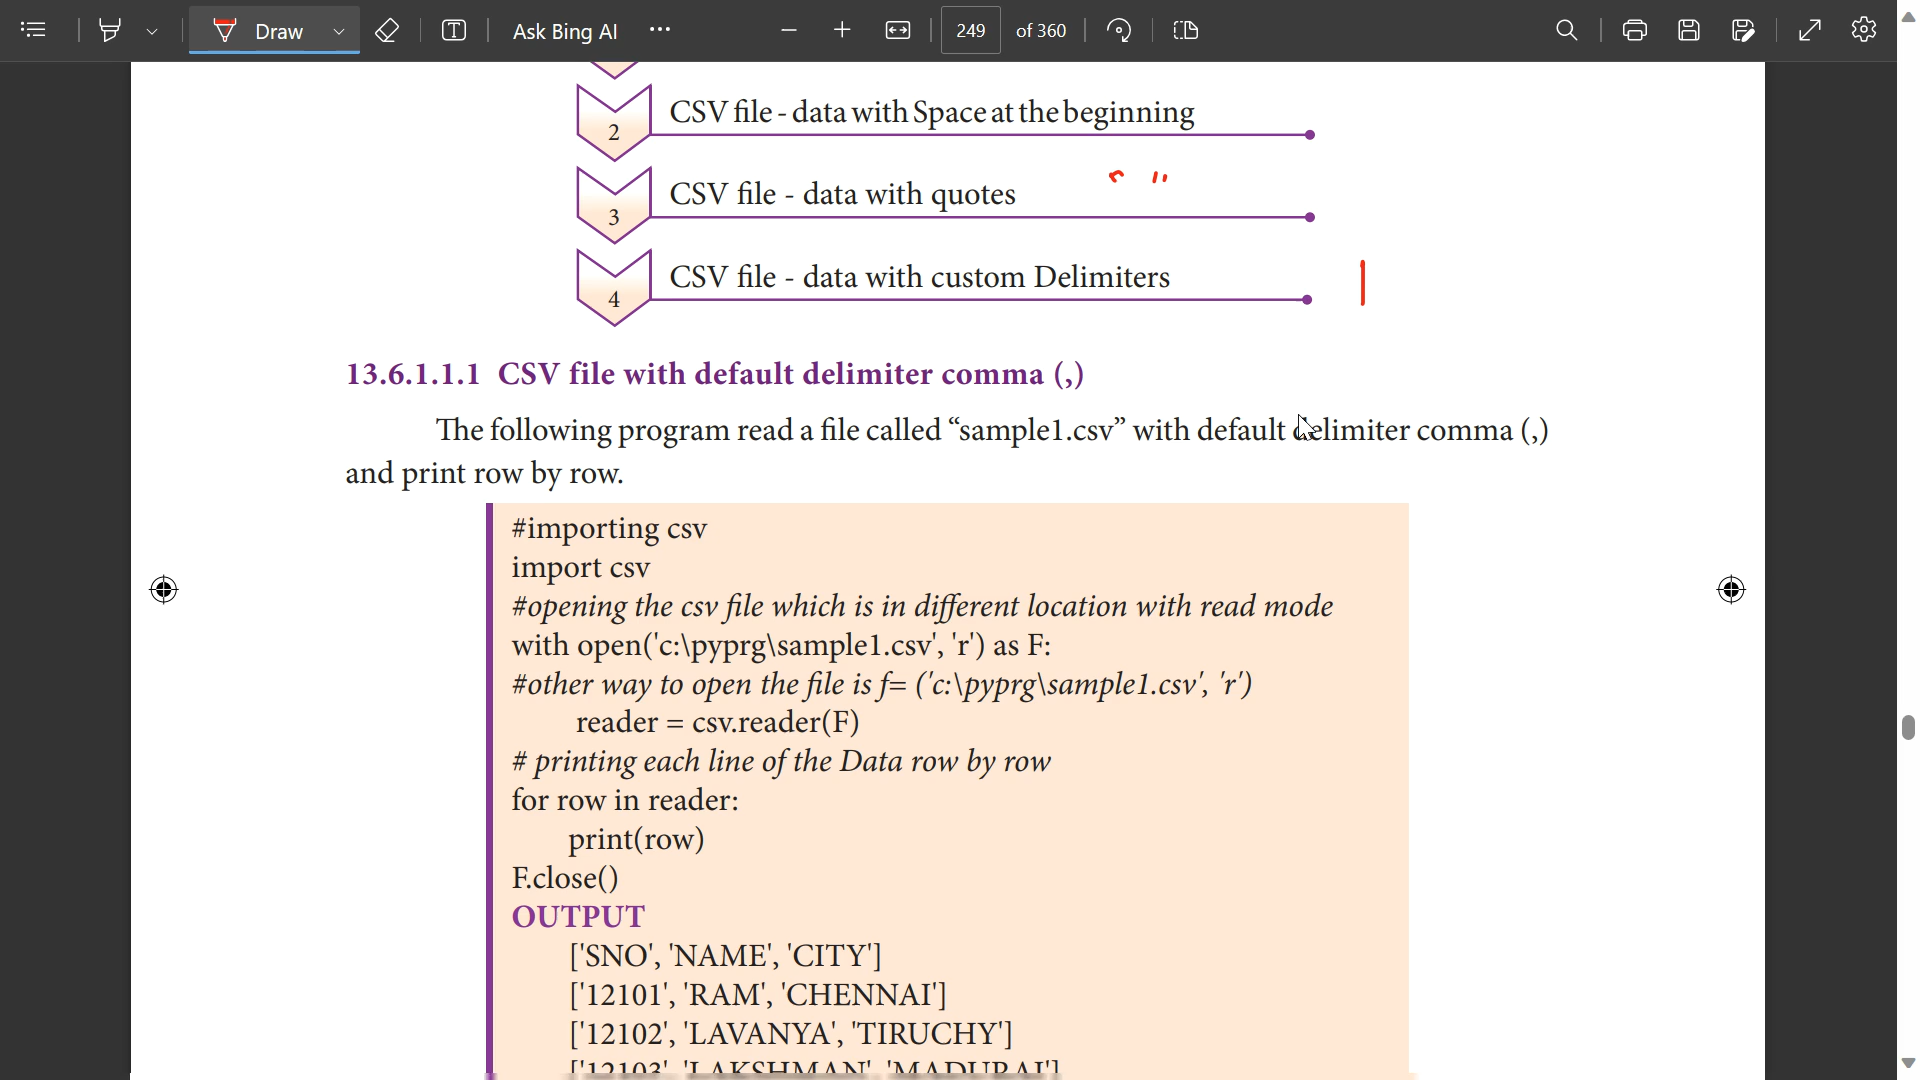 Draw
Ask Bing AI
249 of 360
2 CSV file - data with Space at the beginning
3 CSV file - data with quotes
4 CSV file - data with custom Delimiters
13.6.1.1.1 CSV file with default delimiter comma (,)
The following program read a file called “sample1.csv” with default delimiter comma (,)
and print row by row.
#importing csv
import csv
#opening the csv file which is in different location with read mode
with open('c:\pyprg\sample1.csv', 'r') as F:
#other way to open the file is f= ('c:\pyprg\sample1.csv', 'r')
reader = csv.reader(F)
# printing each line of the Data row by row
for row in reader:
print(row)
F.close()
OUTPUT
['SNO', 'NAME', 'CITY']
['12101', 'RAM', 'CHENNAI']
['12102', 'LAVANYA', 'TIRUCHY']
['12103', 'LAKSHMAN', 'MADURAI']